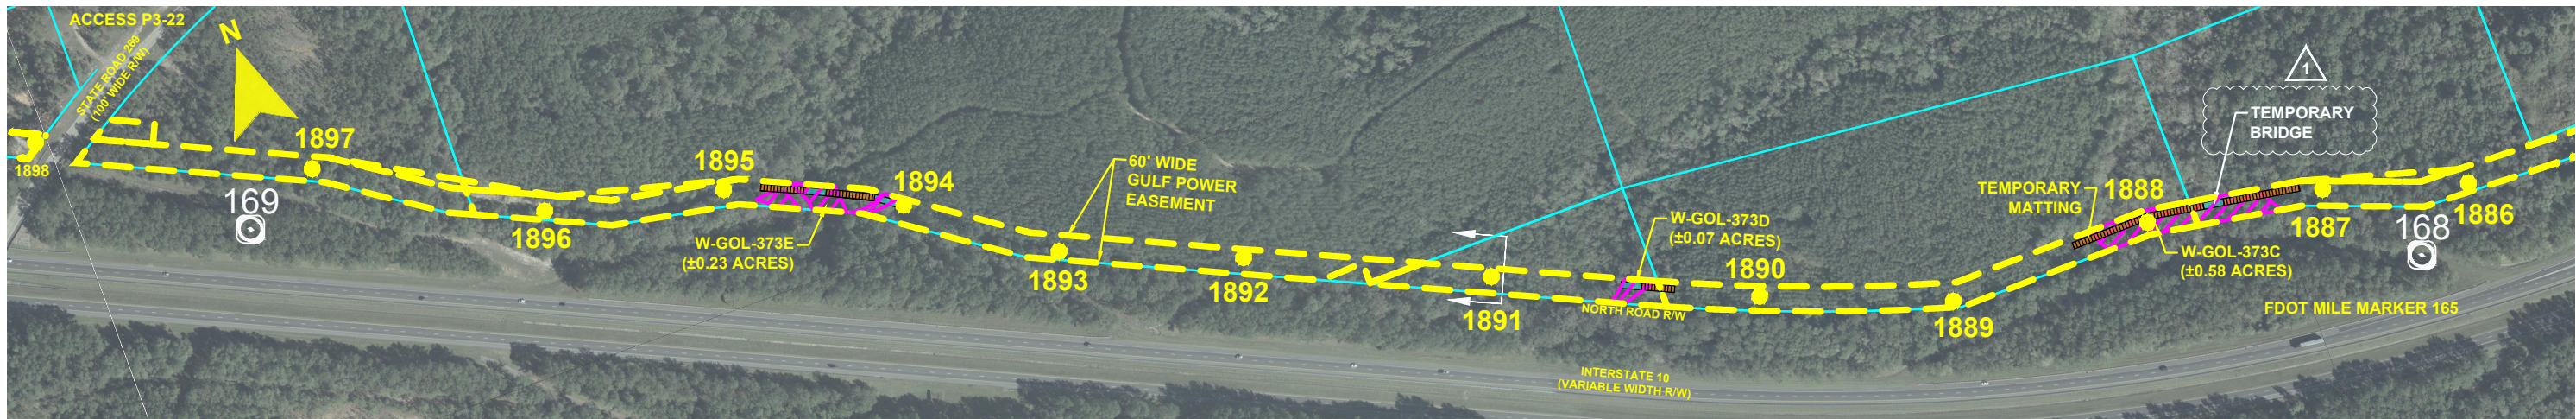 ACCESS P3-22
N
STATE ROAD 269
(100' WIDE R/W)
1898
1897
169
1896
1895
W-GOL-373E
(±0.23 ACRES)
1894
60' WIDE
GULF POWER
EASEMENT
1893
1892
1891
W-GOL-373D
(±0.07 ACRES)
NORTH ROAD R/W
1890
1889
INTERSTATE 10
(VARIABLE WIDTH R/W)
TEMPORARY
MATTING
1888
1
TEMPORARY
BRIDGE
W-GOL-373C
(±0.58 ACRES)
1887
168
1886
FDOT MILE MARKER 165